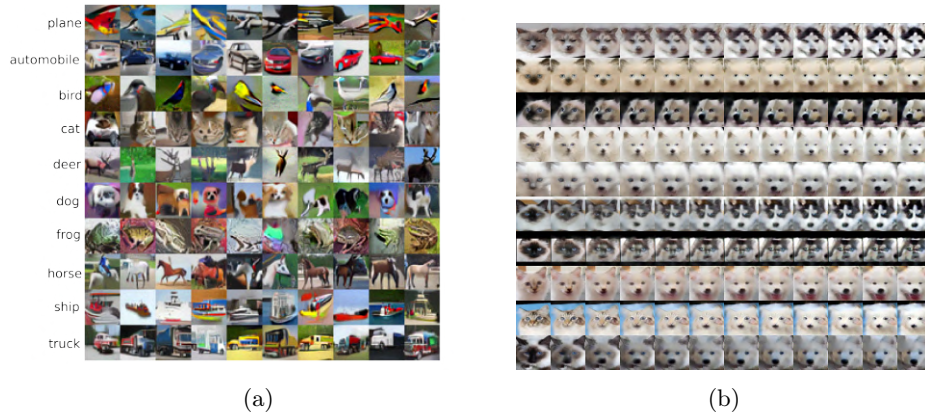 plane
automobile
bird
cat
deer
dog
frog
horse
ship
truck
(a)
(b)